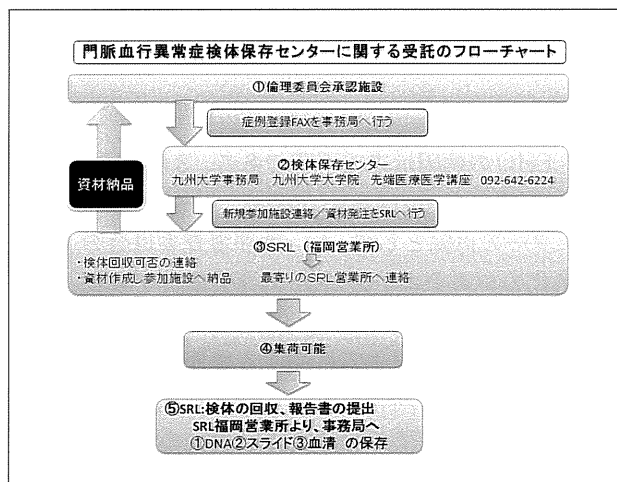 門脈血行異常症検体保存センターに関する受託のフローチャート
①倫理委員会承認施設
症例登録FAXを事務局へ行う
資材納品
②検体保存センター
九州大学事務局 九州大学大学院 先端医療医学講座 092-642-6224
新規参加施設連絡/資材発注をSRLへ行う
③SRL(福岡営業所)
・検体回収可否の連絡
・資材作成し参加施設へ納品 最寄りのSRL営業所へ連絡
④集荷可能
⑤SRL:検体の回収、報告書の提出
SRL福岡営業所より、事務局へ
①DNA②スライド③血清 の保存